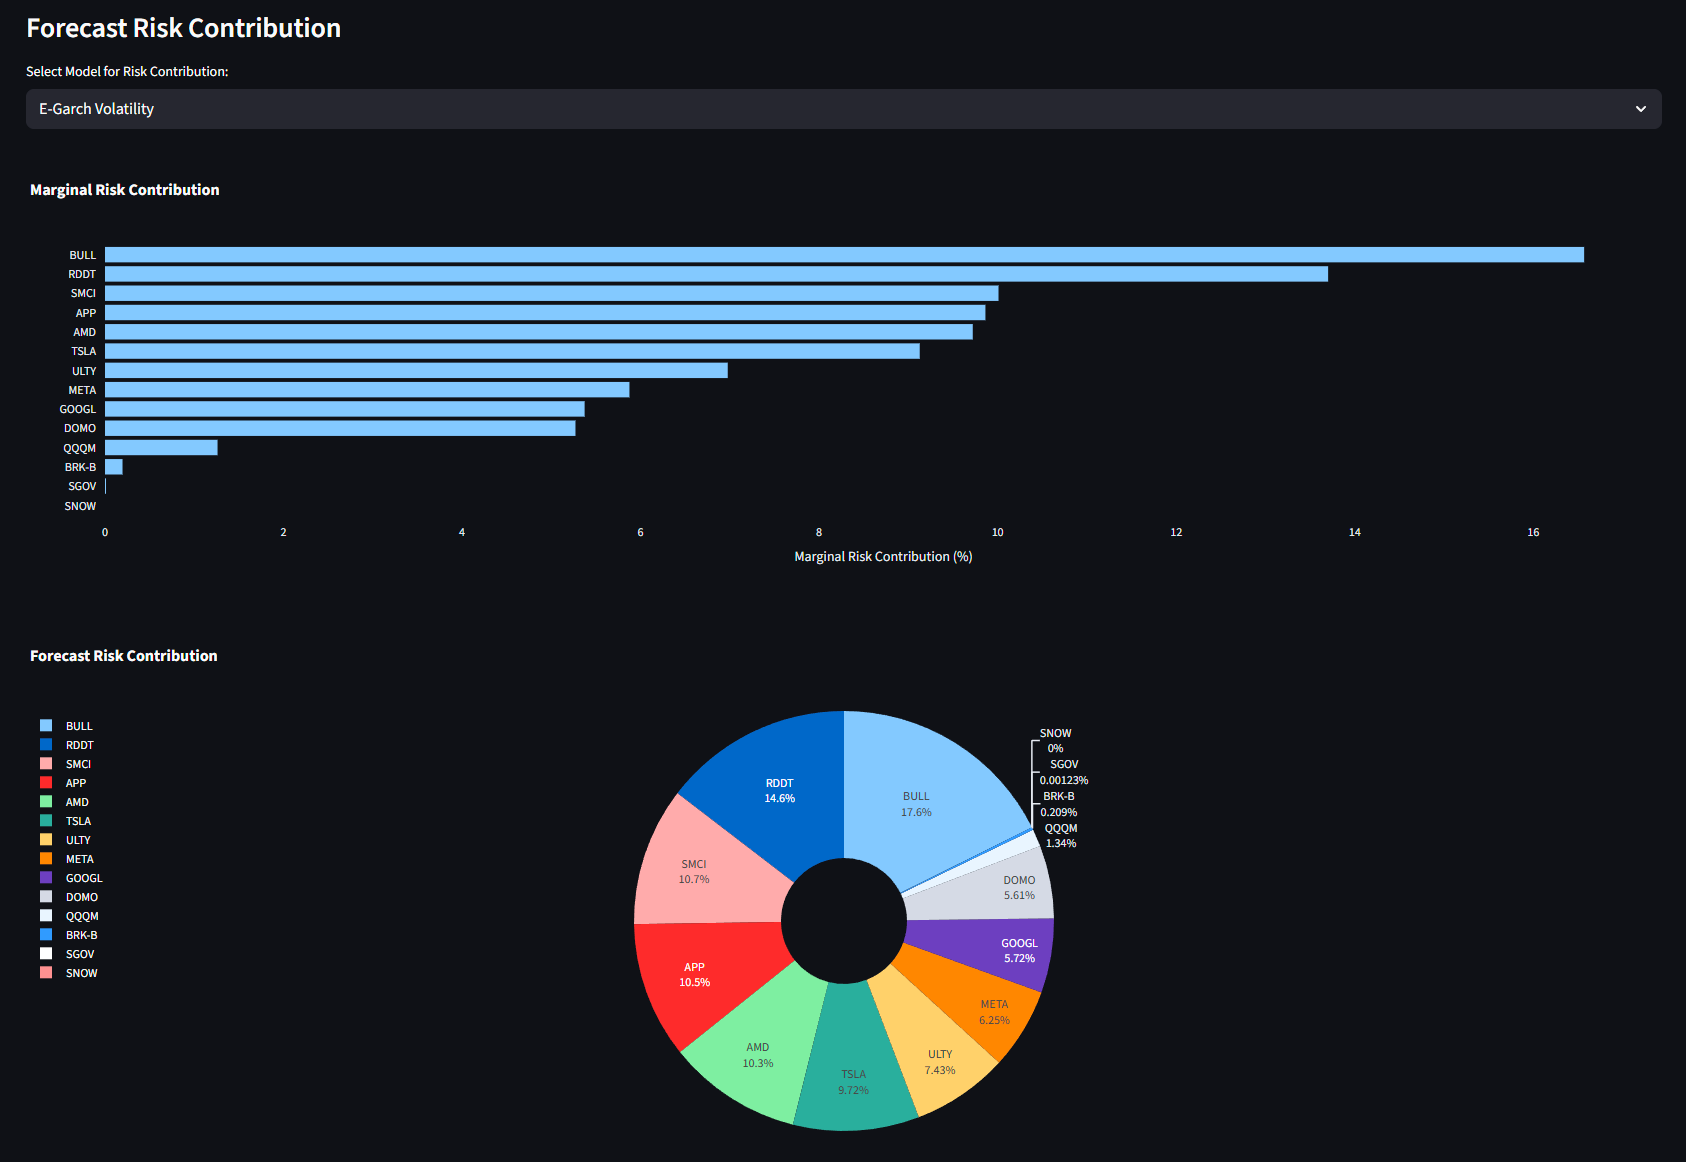 Forecast Risk Contribution
Select Model for Risk Contribution:
E-Garch Volatility
Marginal Risk Contribution
BULL
RDDT
SMCI
APP
AMD
TSLA
ULTY
META
GOOGL
DOMO
QQQM
BRK-B
SGOV
SNOW
0 2 4 6 8 10 12 14 16
Marginal Risk Contribution (%)
Forecast Risk Contribution
BULL
RDDT
SMCI
APP
AMD
TSLA
ULTY
META
GOOGL
DOMO
QQQM
BRK-B
SGOV
SNOW
SNOW
0%
SGOV
0.00123%
BRK-B
0.209%
QQQM
1.34%
RDDT
14.6%
BULL
17.6%
SMCI
10.7%
DOMO
5.61%
GOOGL
5.72%
APP
10.5%
META
6.25%
AMD
10.3%
ULTY
7.43%
TSLA
9.72%